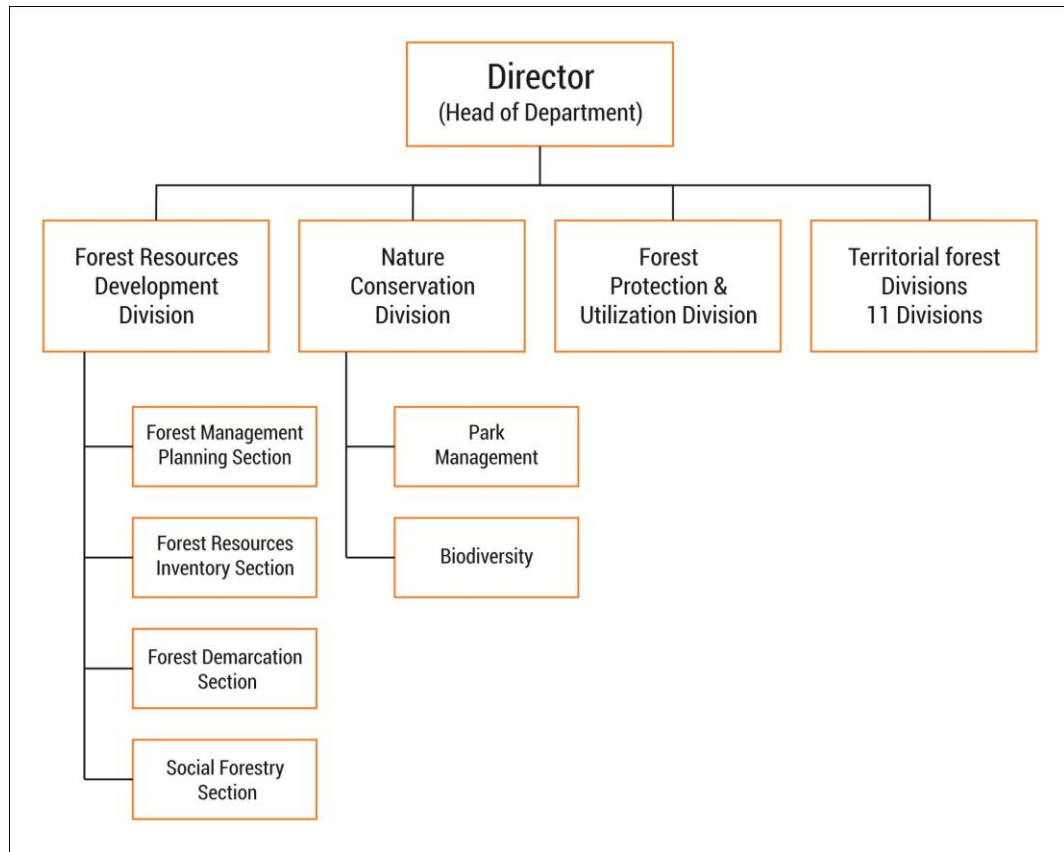 Director
(Head of Department)
Forest Resources
Development
Division
Nature
Conservation
Division
Forest
Protection &
Utilization Division
Territorial forest
Divisions
11 Divisions
Forest Management
Planning Section
Forest Resources
Inventory Section
Forest Demarcation
Section
Social Forestry
Section
Park
Management
Biodiversity